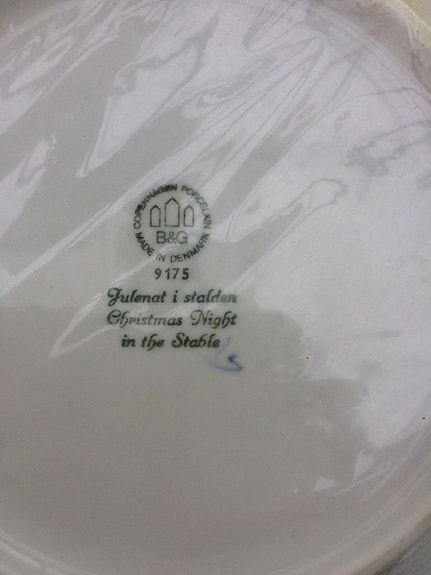 COPENHAGEN PORCELAIN
B&G
MADE IN DENMARK
9175
Julenat i stalden
Christmas Night
in the Stable